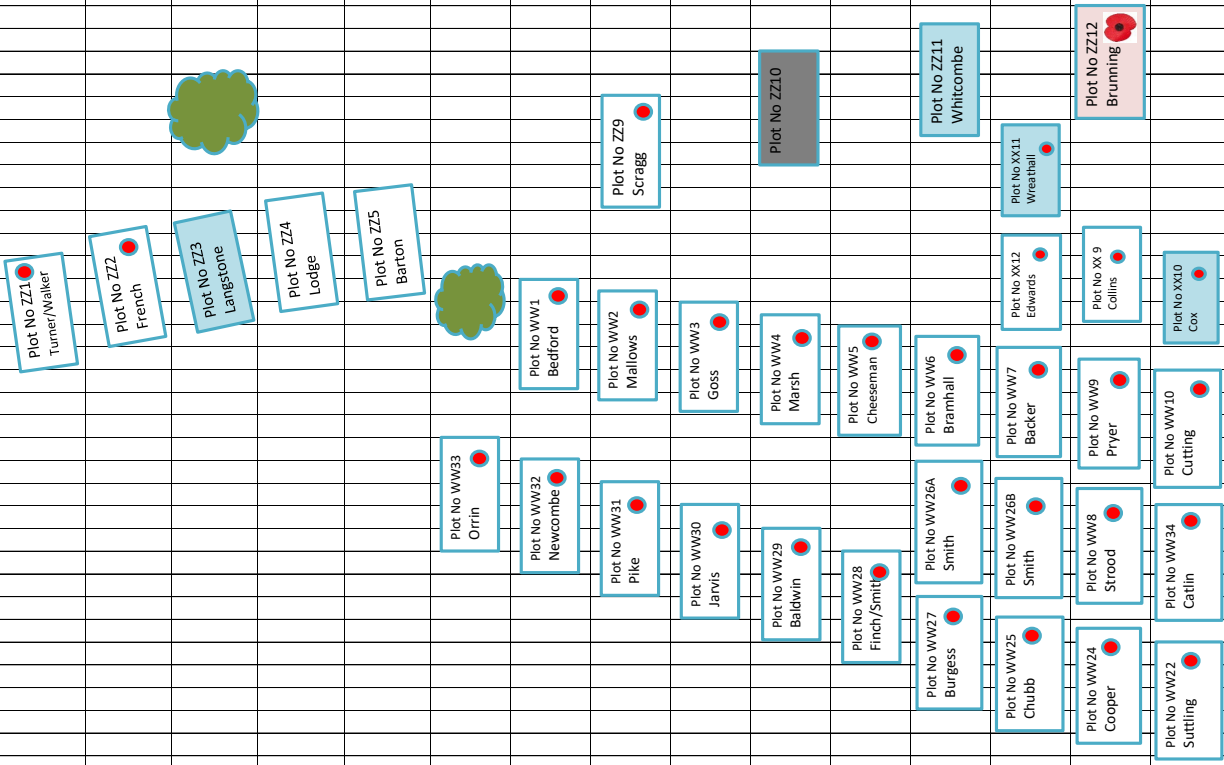 Plot No ZZ1
Turner/Walker
Plot No ZZ2
French
Plot No ZZ3
Langstone
Plot No ZZ4
Lodge
Plot No ZZ5
Barton
Plot No ZZ9
Scragg
Plot No ZZ10
Plot No ZZ11
Whitcombe
Plot No ZZ12
Brunning
Plot No XX11
Wreathall
Plot No XX12
Edwards
Plot No XX 9
Collins
Plot No XX10
Cox
Plot No WW1
Bedford
Plot No WW2
Mallows
Plot No WW3
Goss
Plot No WW4
Marsh
Plot No WW5
Cheeseman
Plot No WW6
Bramhall
Plot No WW7
Backer
Plot No WW9
Pryer
Plot No WW10
Cutting
Plot No WW33
Orrin
Plot No WW32
Newcombe
Plot No WW31
Pike
Plot No WW30
Jarvis
Plot No WW29
Baldwin
Plot No WW28
Finch/Smith
Plot No WW26A
Smith
Plot No WW26B
Smith
Plot No WW8
Strood
Plot No WW34
Catlin
Plot No WW27
Burgess
Plot No WW25
Chubb
Plot No WW24
Cooper
Plot No WW22
Suttling